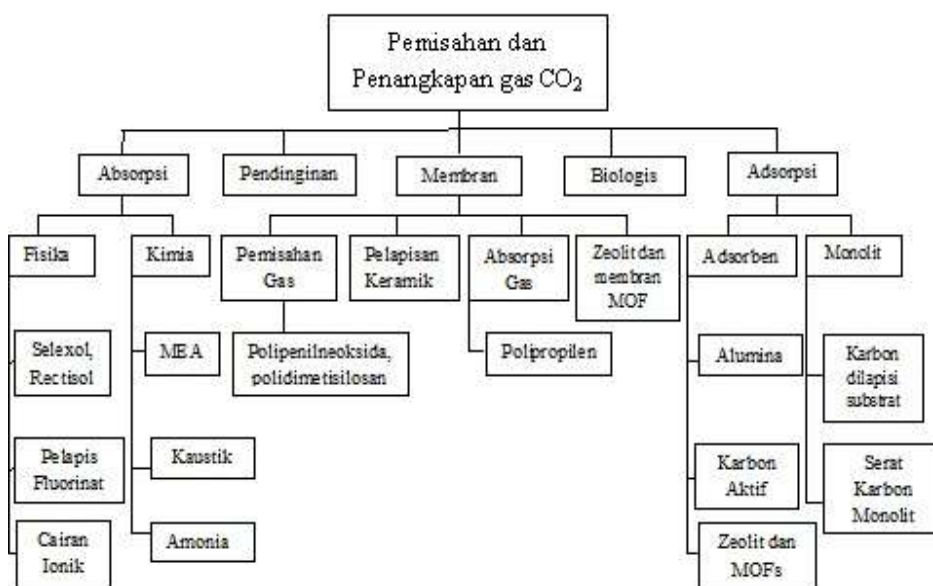 Pemisahan dan
Penangkapan gas CO₂
Absorpsi
Pendinginan
Membran
Biologis
Adsorpsi
Fisika
Kimia
Pemisahan
Gas
Pelapisan
Keramik
Absorpsi
Gas
Zeolit dan
membran
MOF
Adsorben
Monolit
Selexol,
Rectisol
MEA
Polipenilneoksida,
polidimetisilosan
Polipropilen
Alumina
Karbon
dilapisi
substrat
Pelapis
Fluorinat
Kaustik
Karbon
Aktif
Serat
Karbon
Monolit
Cairan
Ionik
Amonia
Zeolit dan
MOFs